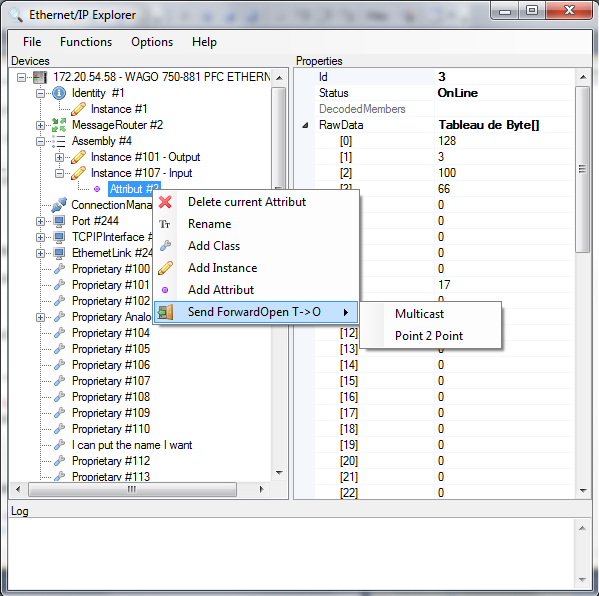 Ethernet/IP Explorer
File Functions Options Help
Devices
172.20.54.58 - WAGO 750-881 PFC ETHERN
Identity #1
Instance #1
MessageRouter #2
Assembly #4
Instance #101 - Output
Instance #107 - Input
Attribut #3
ConnectionMana
Port #244
TCPIPInterface #
EthernetLink #24
Proprietary #100
Proprietary #101
Proprietary #102
Proprietary Analo
Proprietary #104
Proprietary #105
Proprietary #106
Proprietary #107
Proprietary #108
Proprietary #109
Proprietary #110
I can put the name I want
Proprietary #112
Proprietary #113
Delete current Attribut
Rename
Add Class
Add Instance
Add Attribut
Send ForwardOpen T->O
Multicast
Point 2 Point
Properties
Id 3
Status OnLine
DecodedMembers
RawData Tableau de Byte[]
[0] 128
[1] 3
[2] 100
[3] 66
0
0
0
0
0
17
0
[12] 0
[13] 0
[14] 0
[15] 0
[16] 0
[17] 0
[18] 0
[19] 0
[20] 0
[21] 0
[22] 0
Log